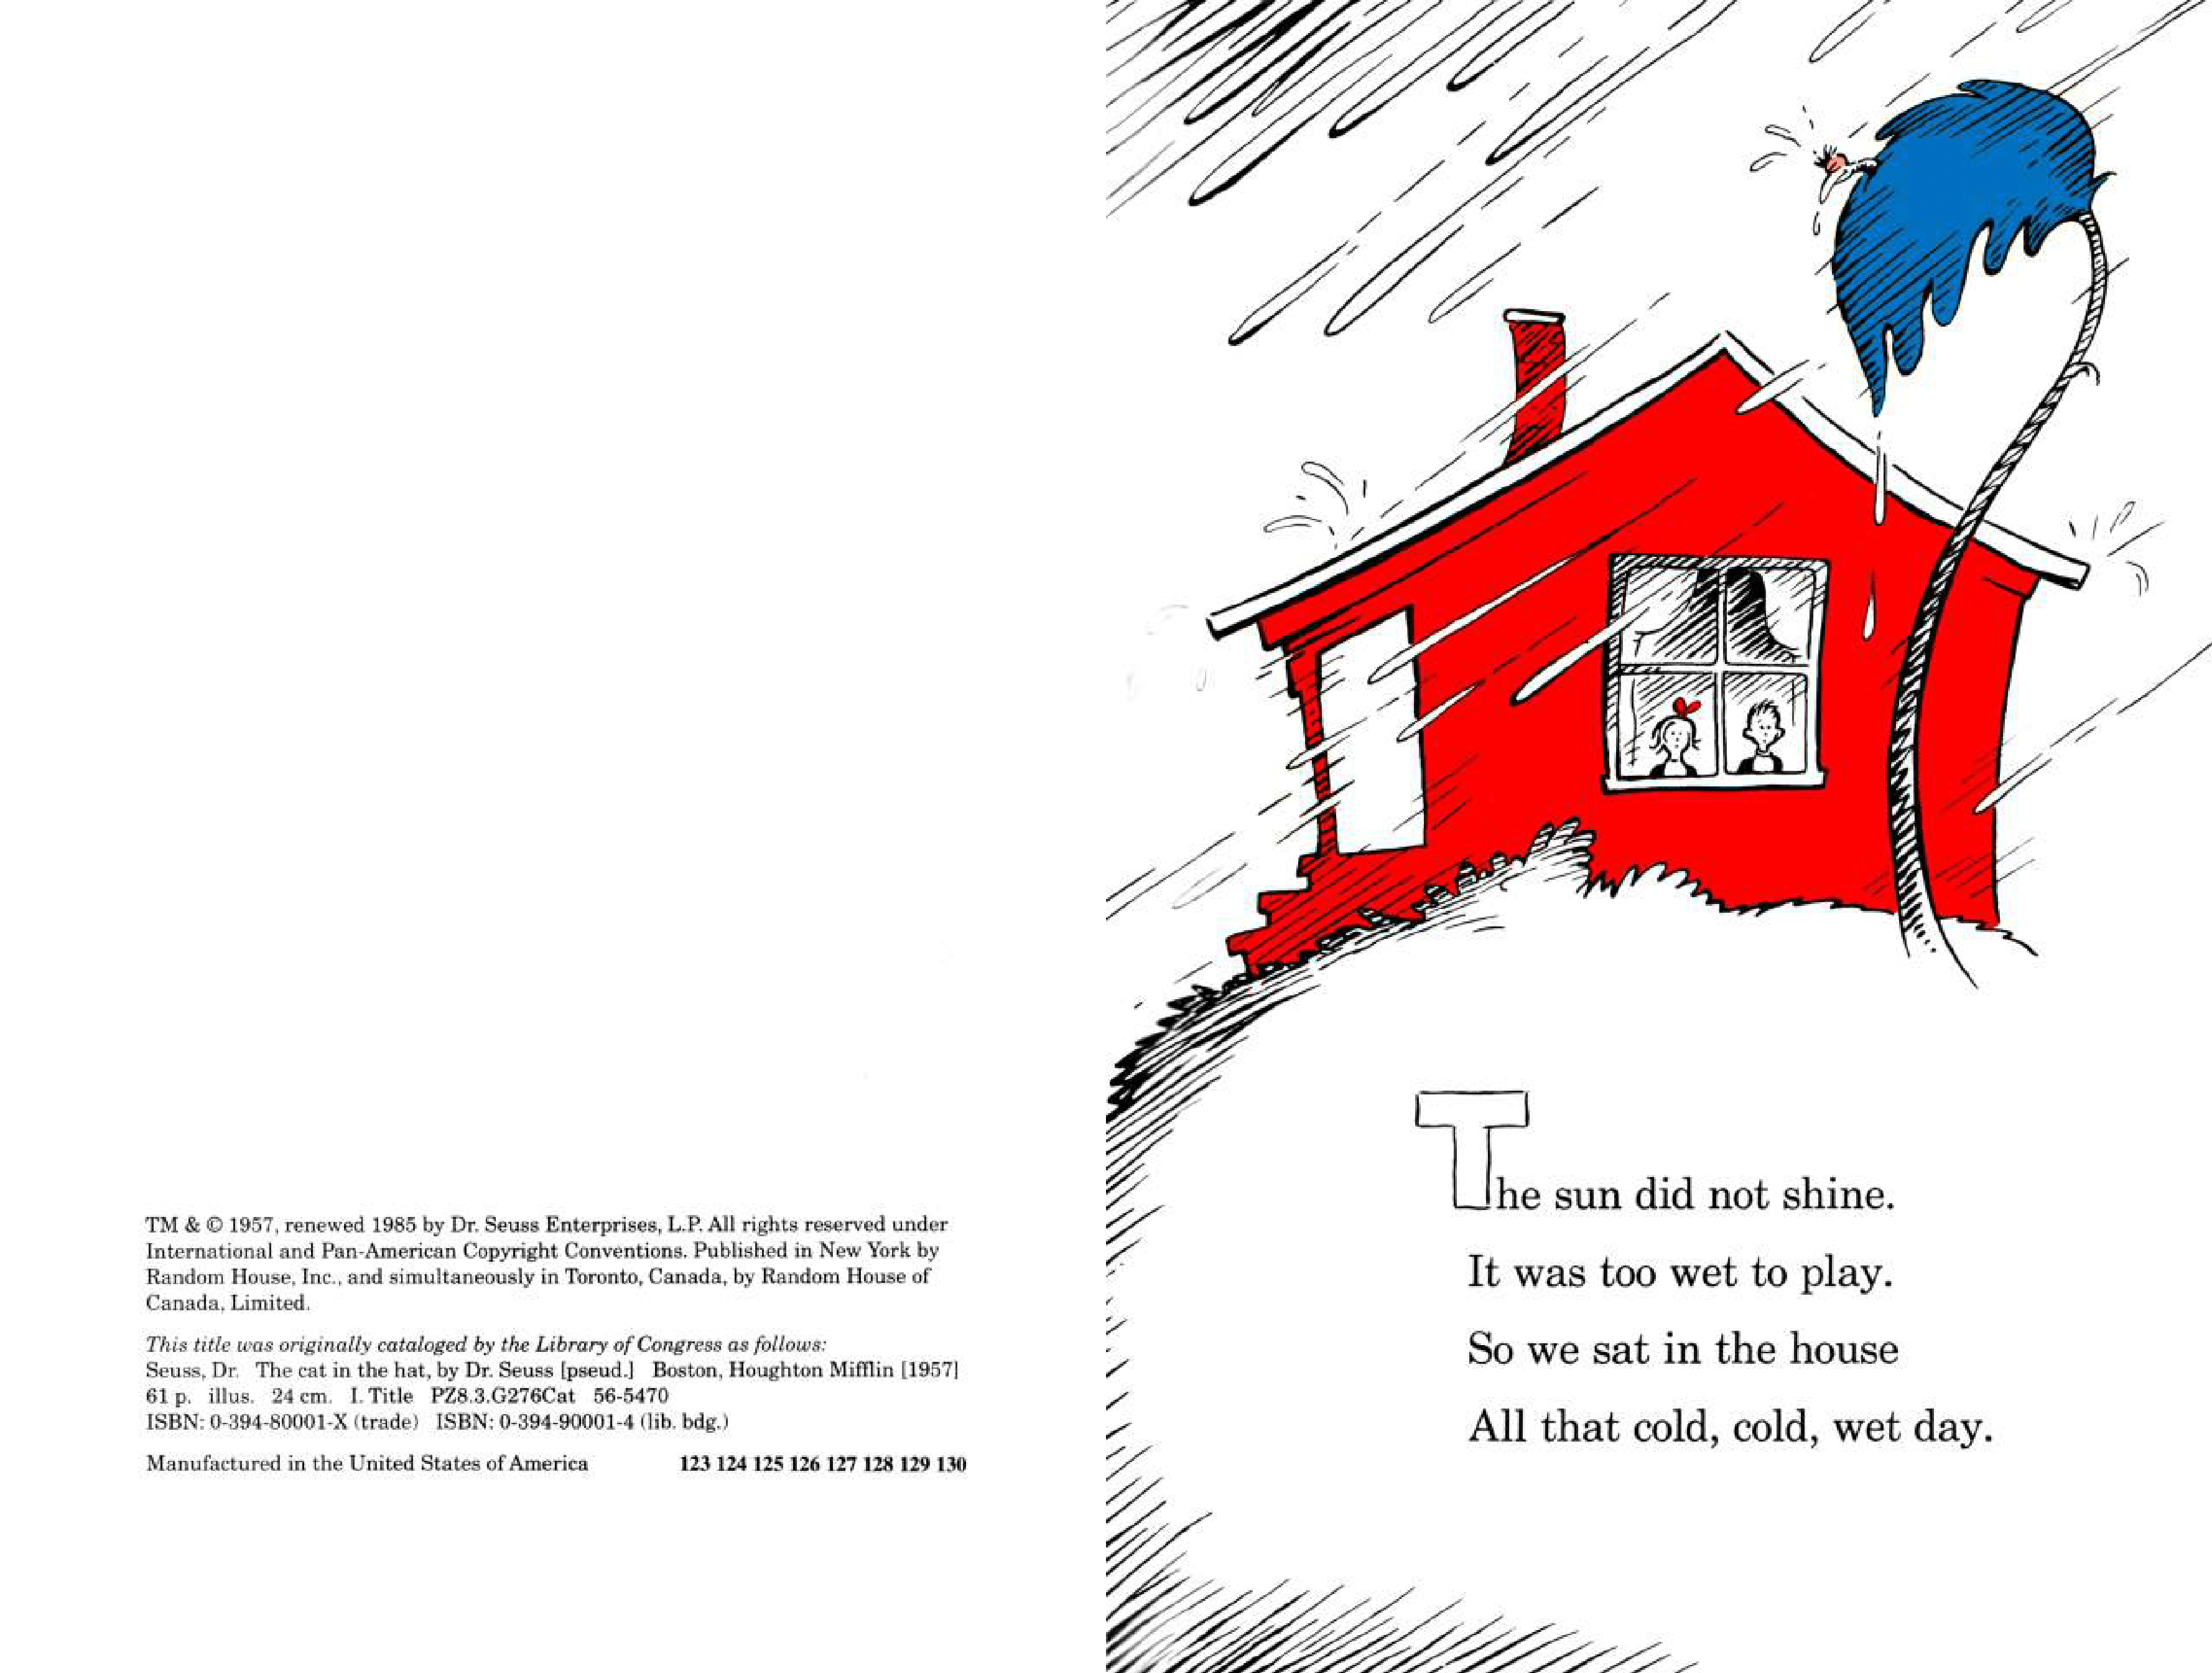 TM & © 1957, renewed 1985 by Dr. Seuss Enterprises, L.P. All rights reserved under
International and Pan-American Copyright Conventions. Published in New York by
Random House, Inc., and simultaneously in Toronto, Canada, by Random House of
Canada, Limited.
This title was originally cataloged by the Library of Congress as follows:
Seuss, Dr. The cat in the hat, by Dr. Seuss [pseud.] Boston, Houghton Mifflin [1957]
61 p. illus. 24 cm. I. Title PZ8.3.G276Cat 56-5470
ISBN: 0-394-80001-X (trade) ISBN: 0-394-90001-4 (lib. bdg.)
Manufactured in the United States of America 123 124 125 126 127 128 129 130
The sun did not shine.
It was too wet to play.
So we sat in the house
All that cold, cold, wet day.